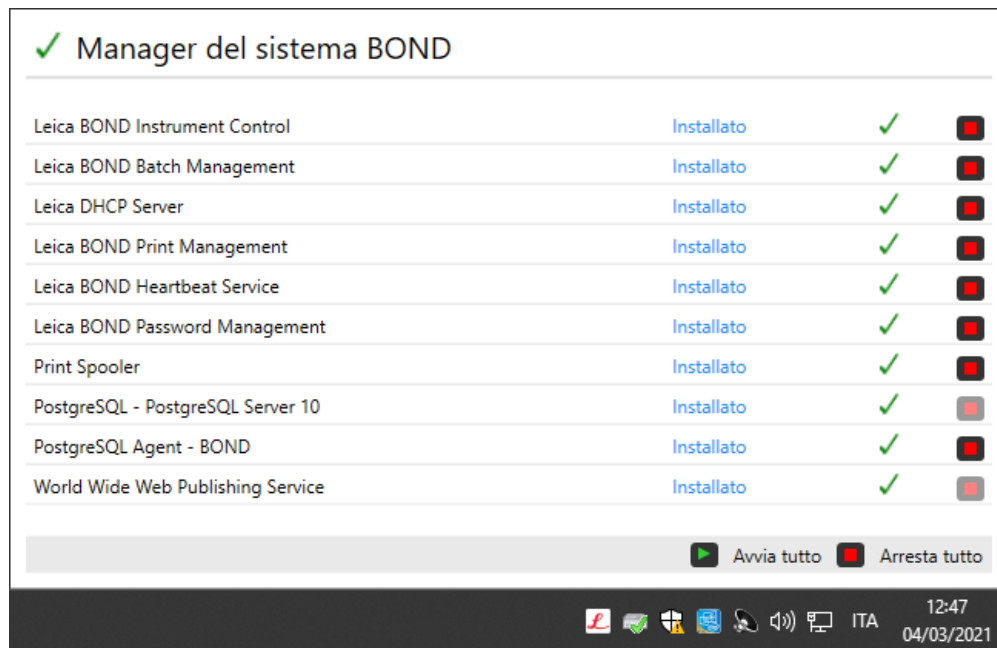 Manager del sistema BOND
Leica BOND Instrument Control Installato
Leica BOND Batch Management Installato
Leica DHCP Server Installato
Leica BOND Print Management Installato
Leica BOND Heartbeat Service Installato
Leica BOND Password Management Installato
Print Spooler Installato
PostgreSQL - PostgreSQL Server 10 Installato
PostgreSQL Agent - BOND Installato
World Wide Web Publishing Service Installato
Avvia tutto Arresta tutto
ITA 12:47
04/03/2021